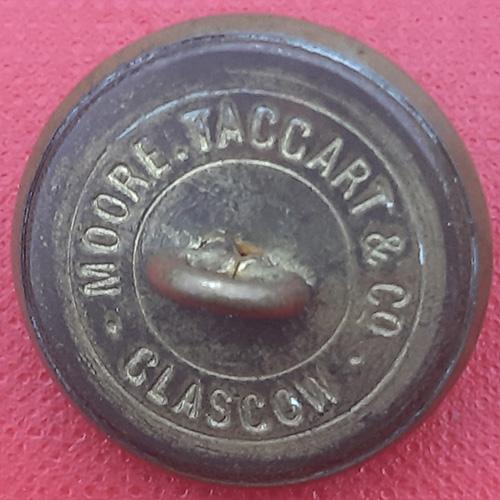 MOORE. TAGGART & CO
· GLASGOW ·